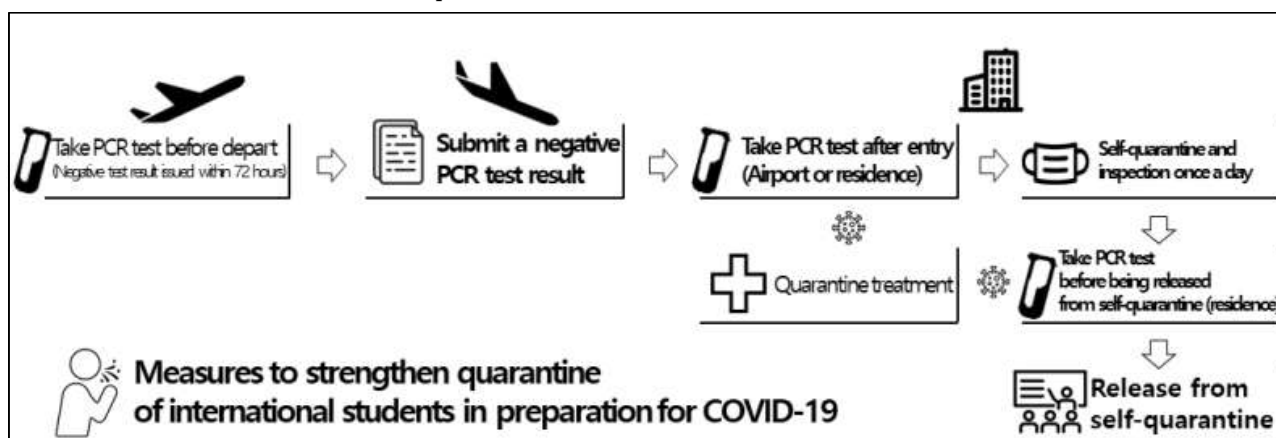 Take PCR test before depart
(Negative test result issued within 72 hours)
Submit a negative
PCR test result
Take PCR test after entry
(Airport or residence)
Self-quarantine and
inspection once a day
Quarantine treatment
Take PCR test
before being released
from self-quarantine (residence)
Measures to strengthen quarantine
of international students in preparation for COVID-19
Release from
self-quarantine